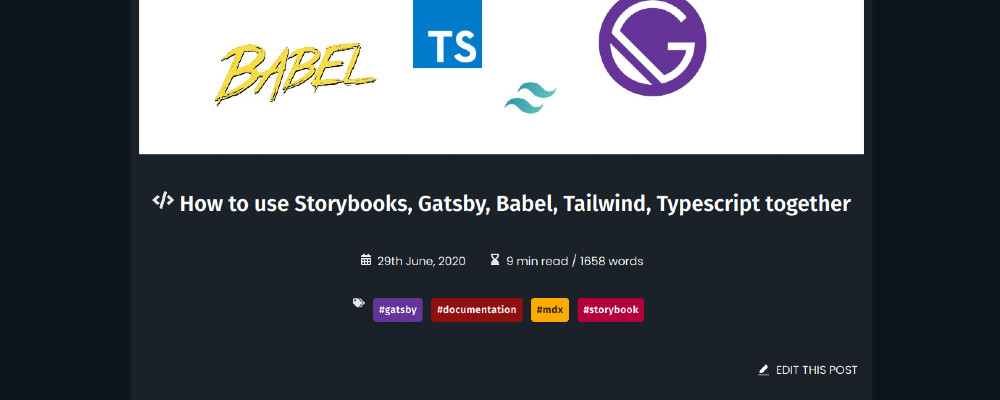 BABEL
TS
</> How to use Storybooks, Gatsby, Babel, Tailwind, Typescript together
29th June, 2020 9 min read / 1658 words
#gatsby #documentation #mdx #storybook
EDIT THIS POST